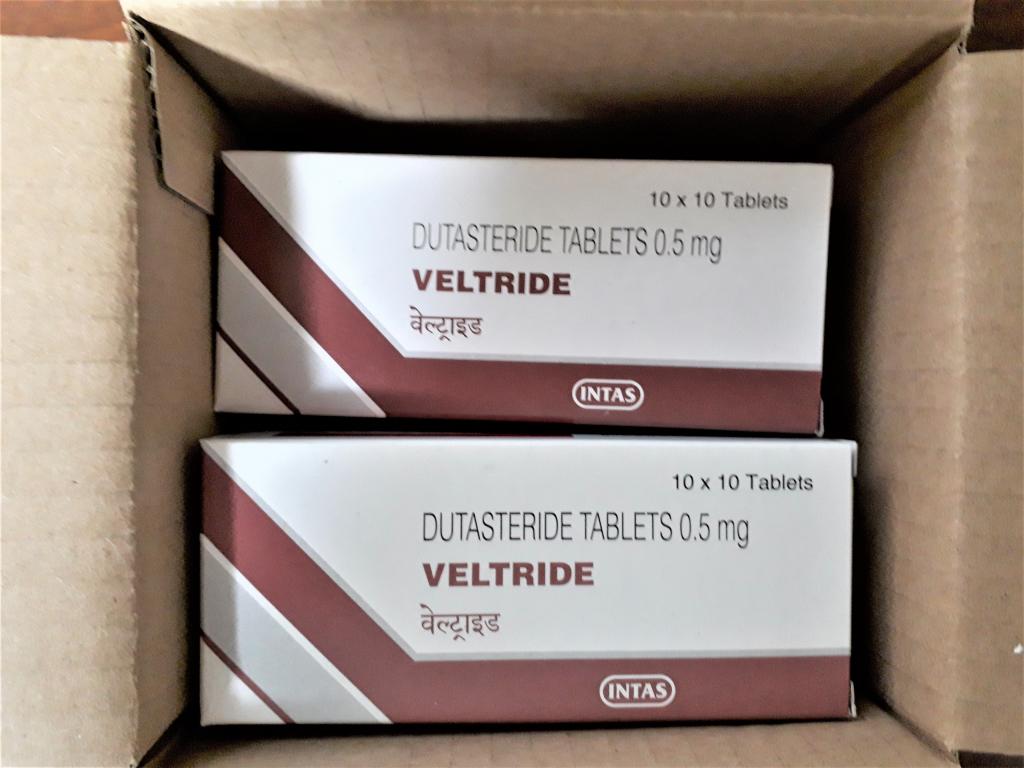 10 x 10 Tablets
DUTASTERIDE TABLETS 0.5 mg
VELTRIDE
वेल्ट्राइड
INTAS
10 x 10 Tablets
DUTASTERIDE TABLETS 0.5 mg
VELTRIDE
वेल्ट्राइड
INTAS